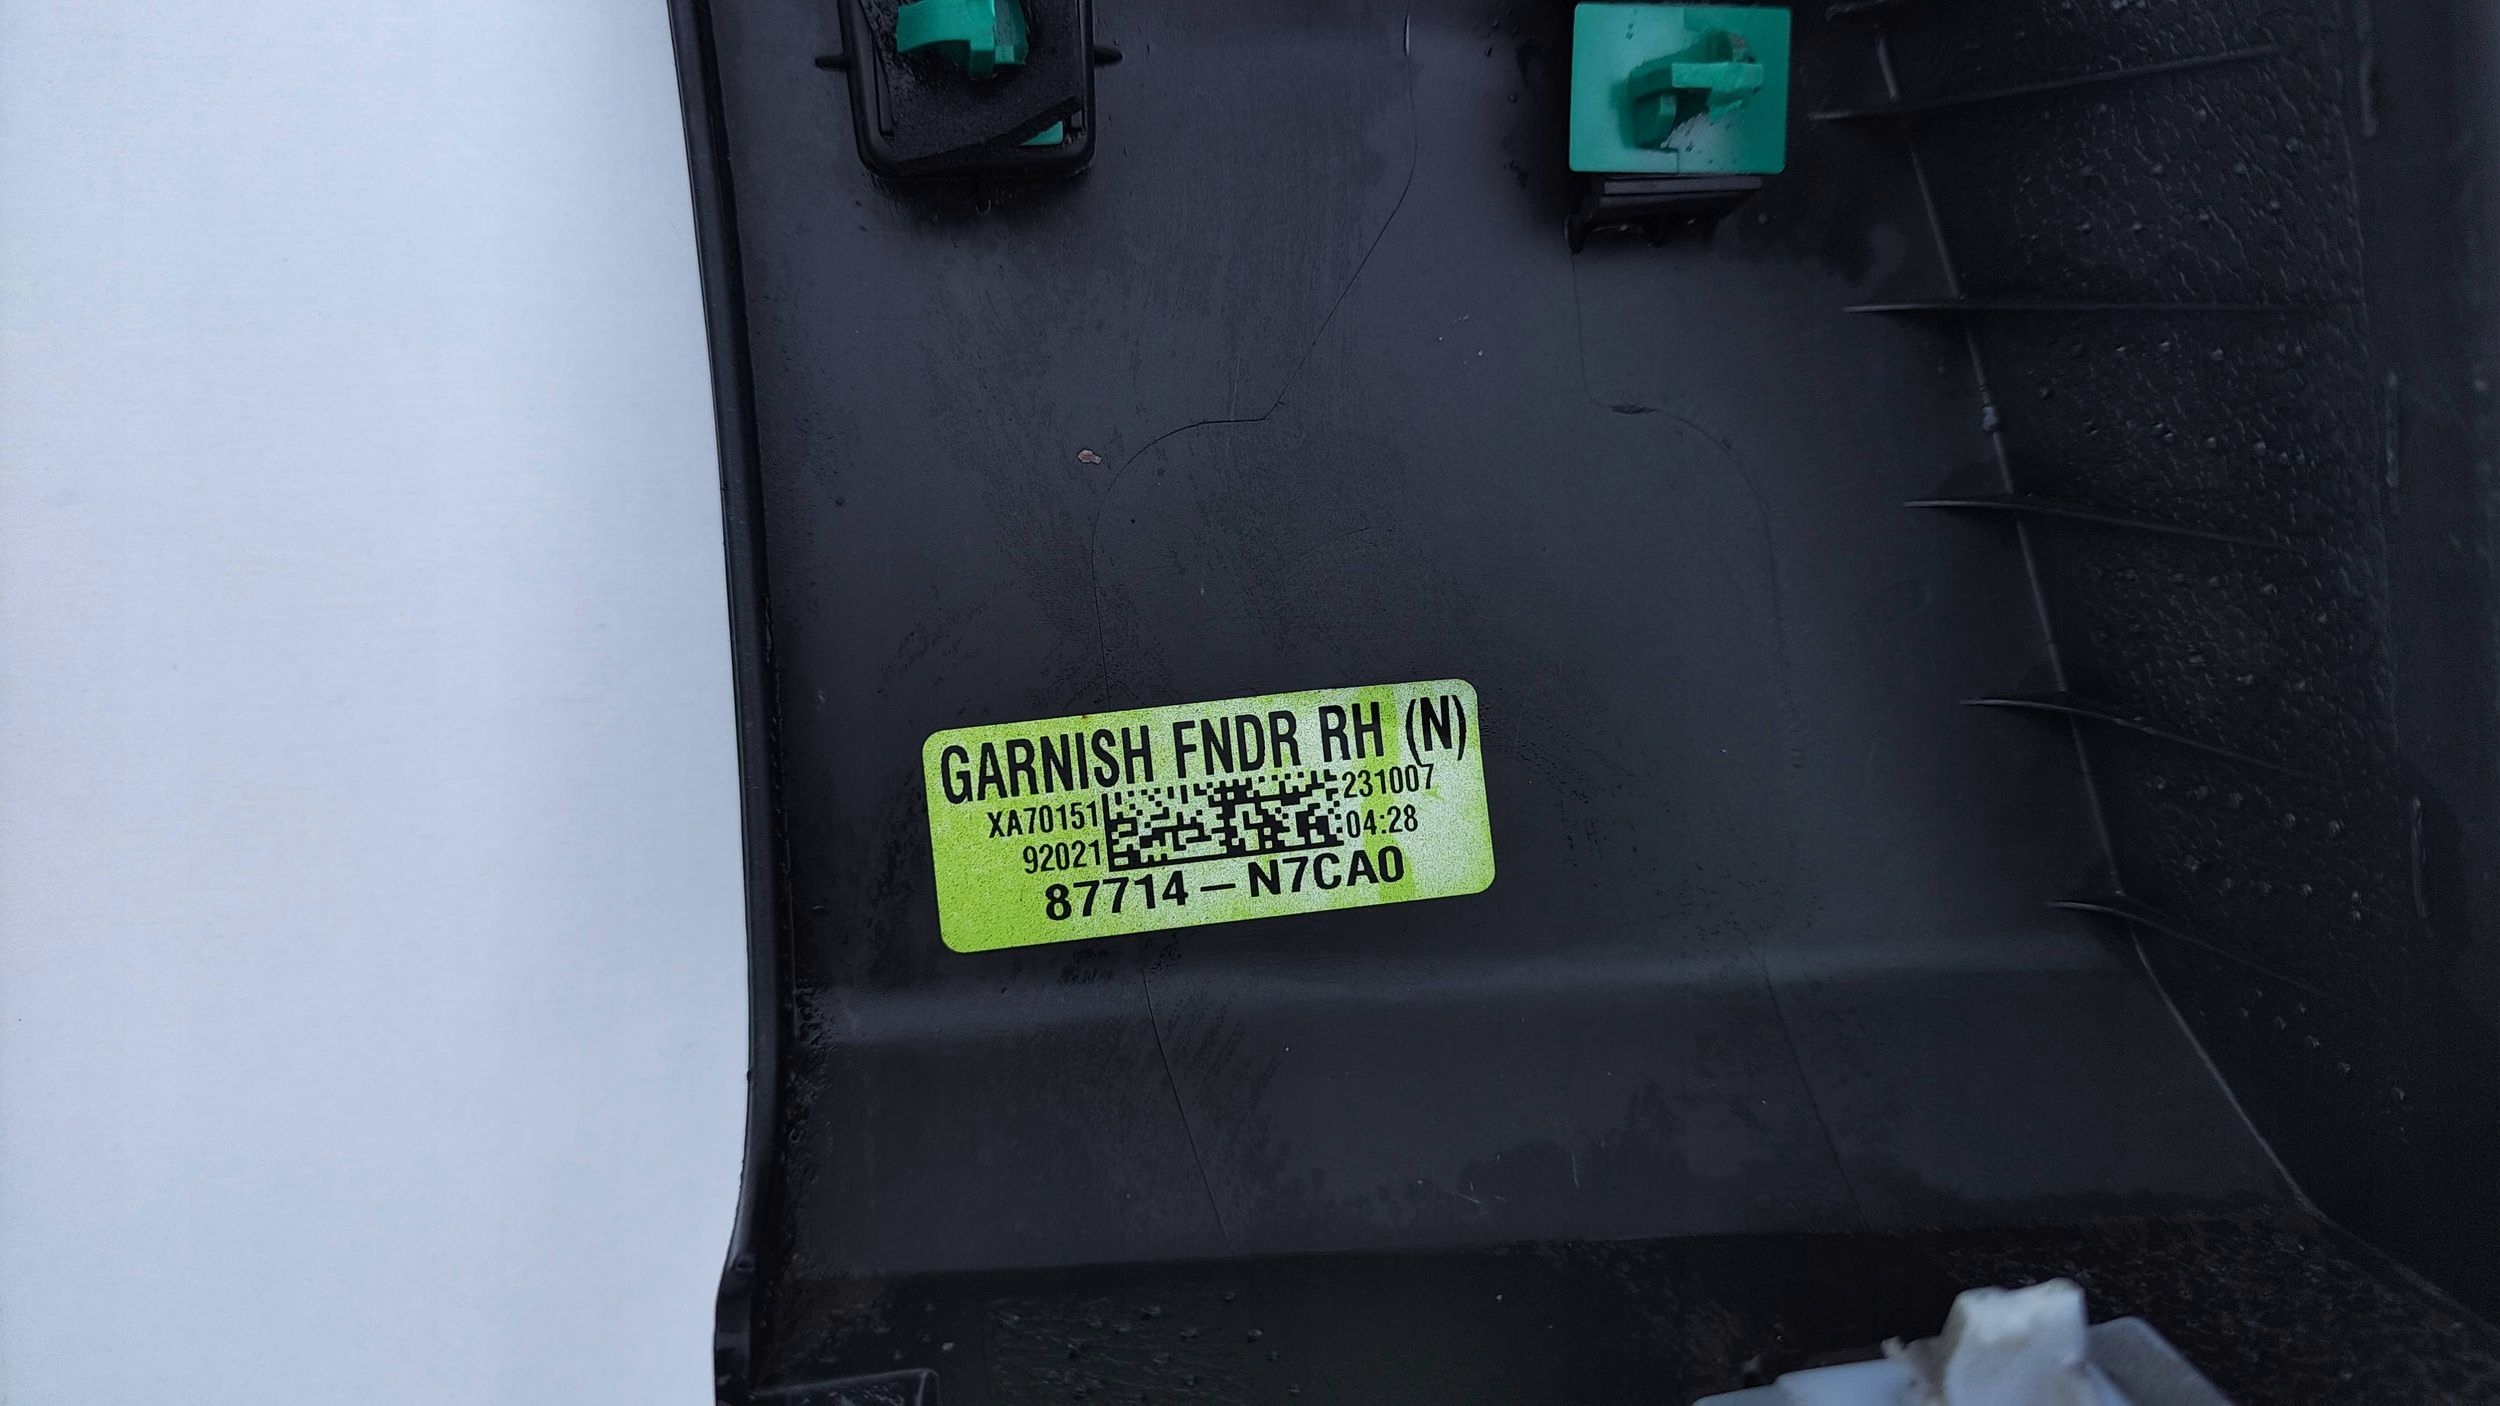 GARNISH FNDR RH (N)
XA70151 231007
92021 04:28
87714-N7CA0